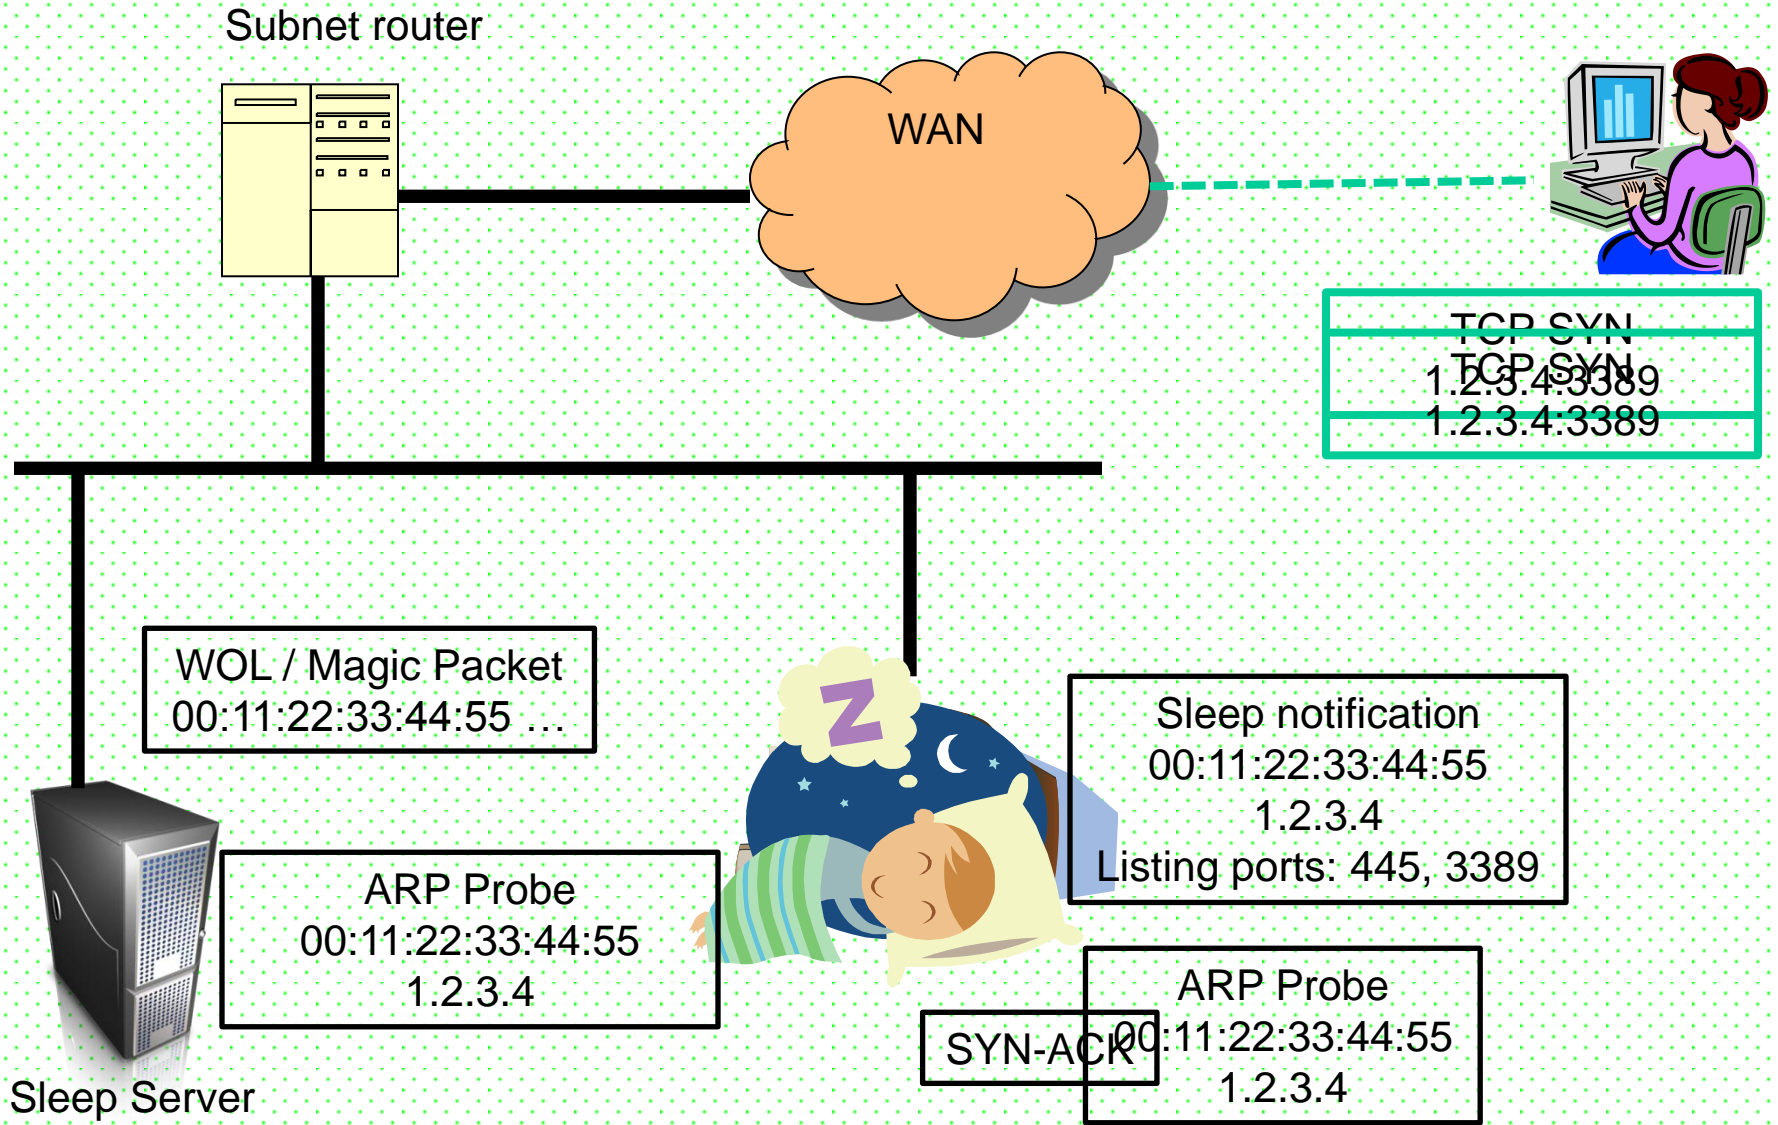 Subnet router
WAN
TCP SYN
1.2.3.4:3389
TCP SYN
1.2.3.4:3389
WOL / Magic Packet
00:11:22:33:44:55 …
Z
Sleep notification
00:11:22:33:44:55
1.2.3.4
Listing ports: 445, 3389
ARP Probe
00:11:22:33:44:55
1.2.3.4
SYN-ACK
ARP Probe
00:11:22:33:44:55
1.2.3.4
Sleep Server